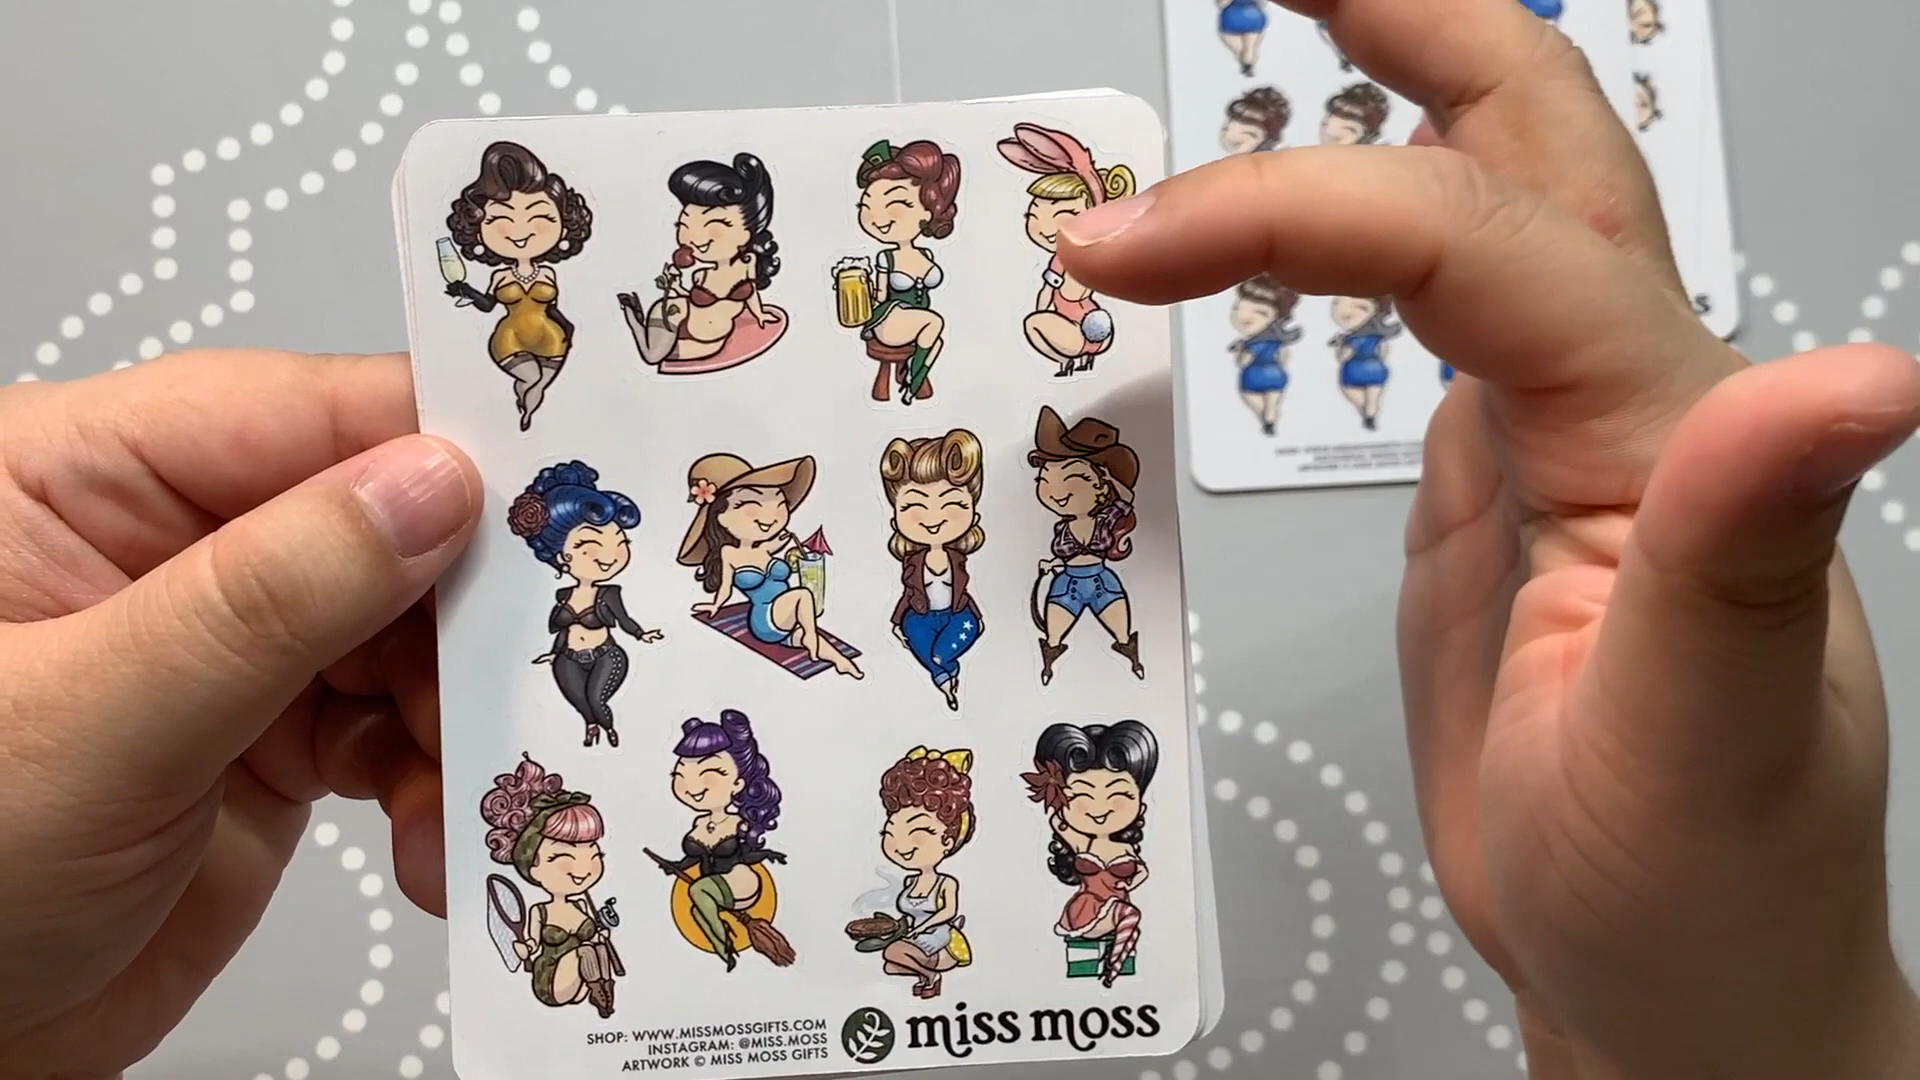 SHOP: WWW.MISSMOSSGIFTS.COM
INSTAGRAM: @MISS.MOSS
ARTWORK © MISS MOSS GIFTS
miss moss